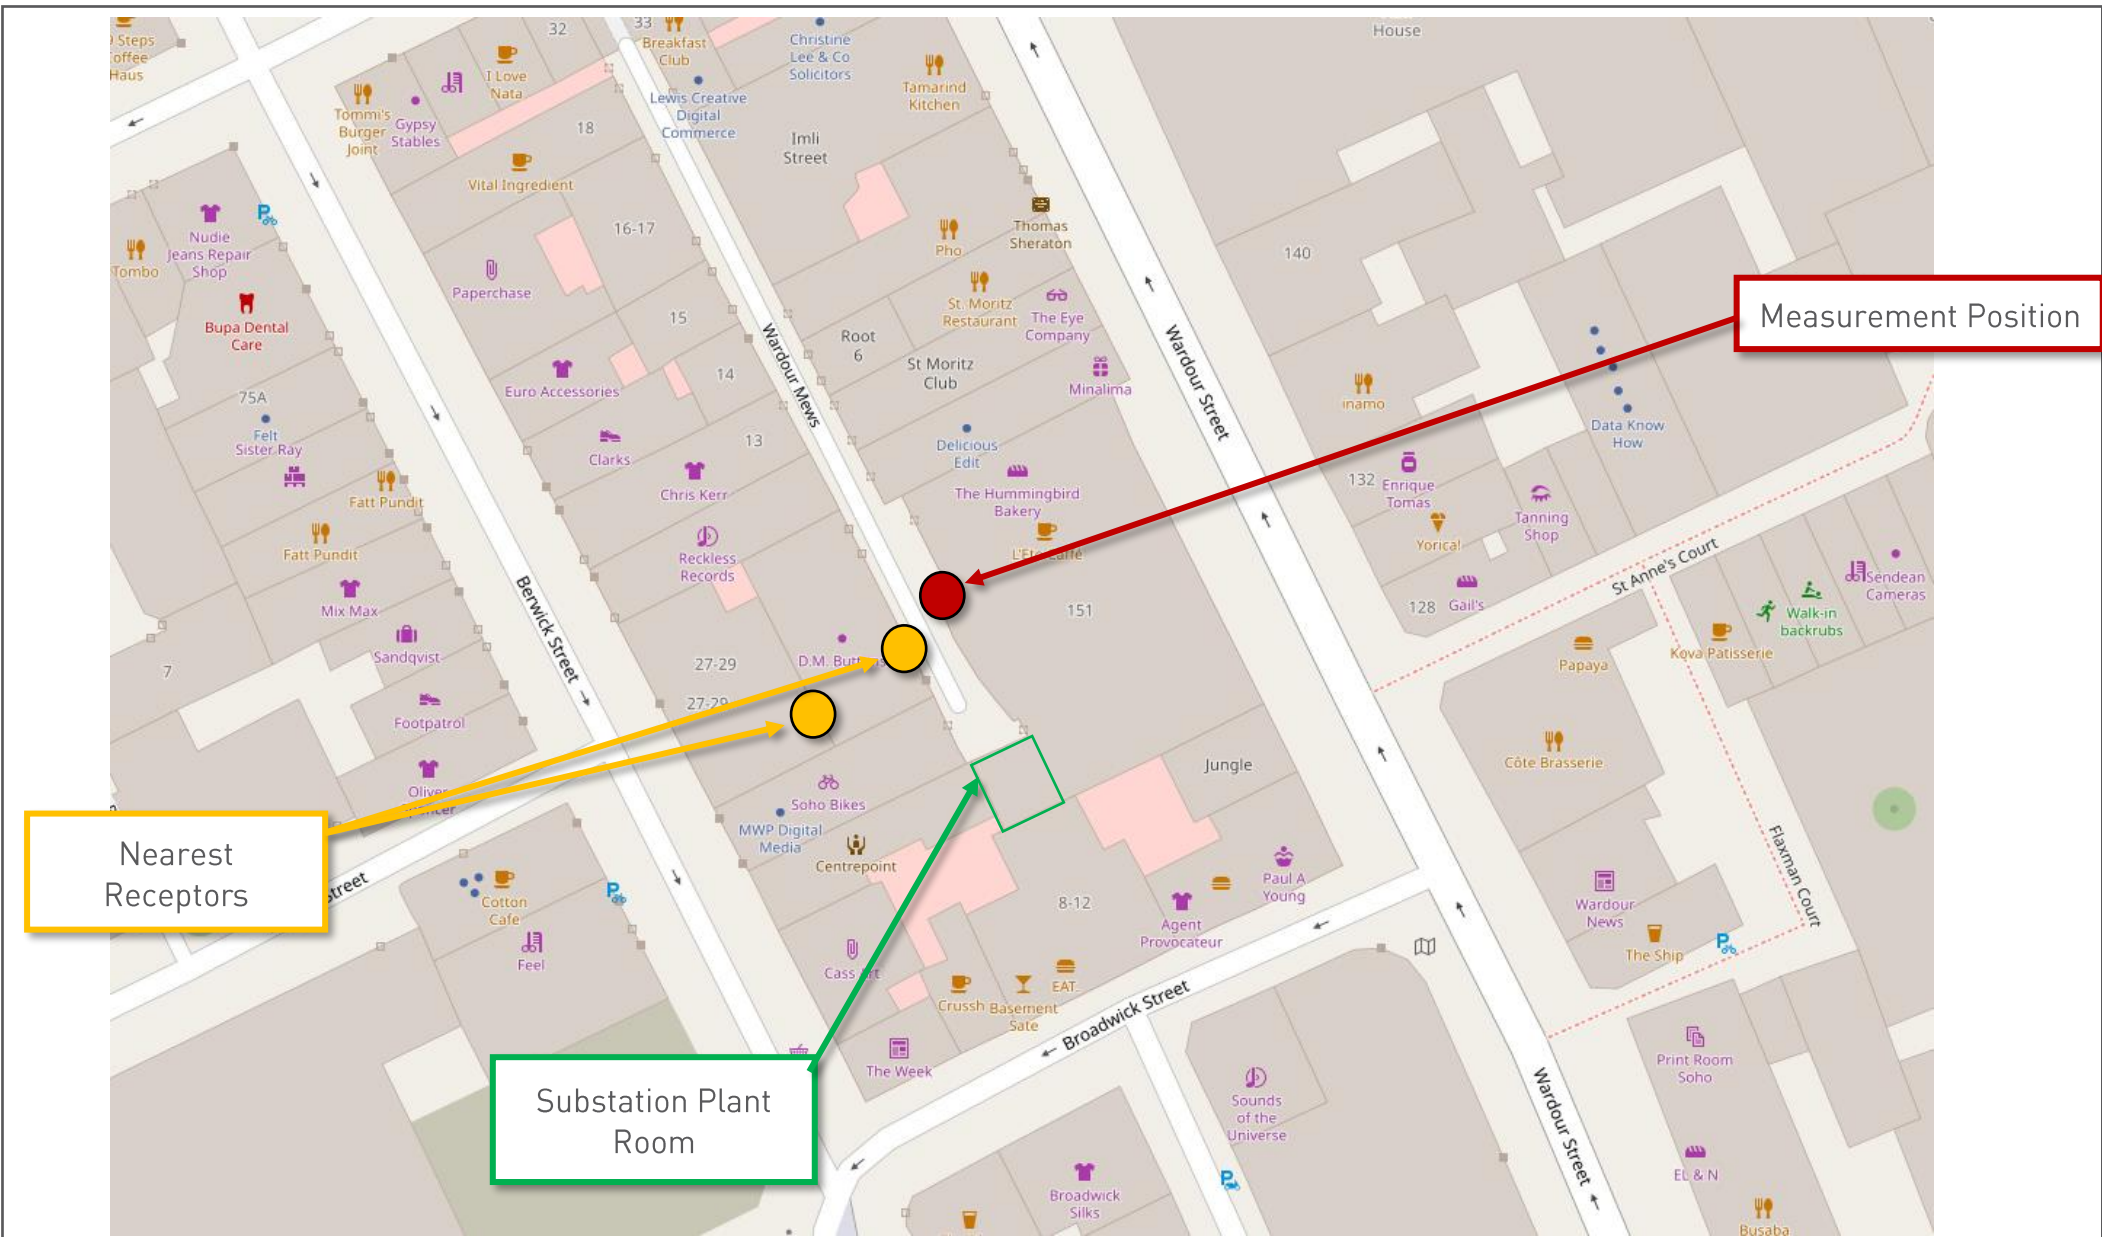 9 Steps
Coffee
Haus
32
33
Breakfast
Club
Christine
Lee & Co
Solicitors
House
I Love
Nata
Tommi's
Burger
Joint
Gypsy
Stables
Lewis Creative
Digital
Commerce
Tamarind
Kitchen
18
Imli
Street
Vital Ingredient
Nudie
Jeans Repair
Shop
Tombo
16-17
Pho
Thomas
Sheraton
140
Paperchase
Bupa Dental
Care
15
Wardour Mews
Root
6
St. Moritz
Restaurant
The Eye
Company
Wardour Street
Measurement Position
St Moritz
Club
Minalima
Euro Accessories
14
75A
Felt
Sister Ray
inamo
Data Know
How
Clarks
13
Delicious
Edit
Chris Kerr
The Hummingbird
Bakery
132
Enrique
Tomas
Tanning
Shop
Fatt Pundit
Fatt Pundit
Reckless
Records
Yorica!
St Anne's Court
Mix Max
Berwick Street
151
128
Gail's
Sendean
Cameras
Walk-in
backrubs
Sandqvist
7
27-29
D.M.
Papaya
Kova Patisserie
27-29
Footpatrol
Jungle
Côte Brasserie
Oliver
Soho Bikes
MWP Digital
Media
Nearest
Receptors
Centrepoint
Flaxman Court
Street
Cotton
Cafe
8-12
Paul A
Young
Wardour
News
Agent
Provocateur
Feel
The Ship
Cass Art
EAT.
Crussh
Basement
Sate
Broadwick Street
Substation Plant
Room
The Week
Print Room
Soho
Sounds
of the
Universe
Wardour Street
EL & N
Broadwick
Silks
Busaba